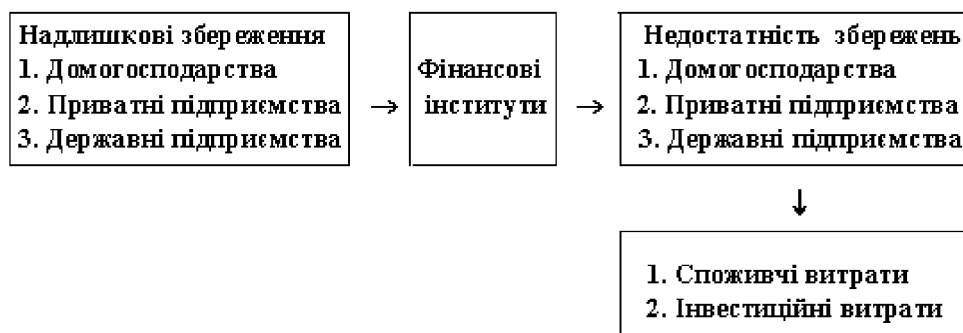 Надлишкові збереження
1. Домогосподарства
2. Приватні підприємства
3. Державні підприємства
→
Фінансові
інститути
→
Недостатність збережень
1. Домогосподарства
2. Приватні підприємства
3. Державні підприємства
↓
1. Споживчі витрати
2. Інвестиційні витрати